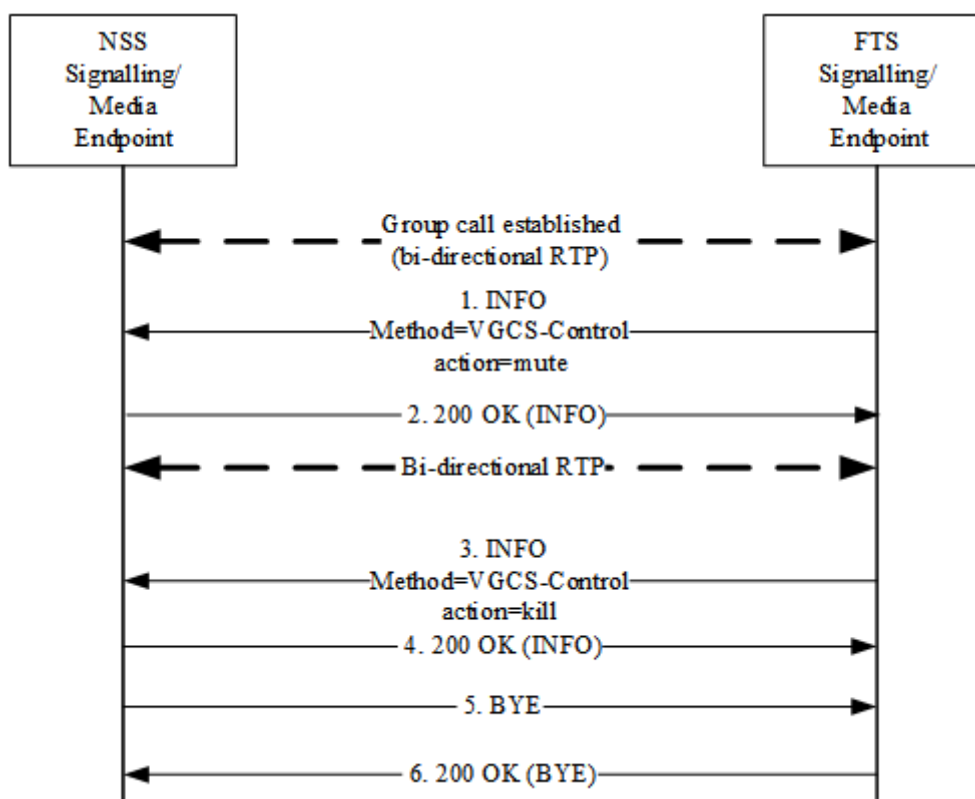 NSS
Signalling/
Media
Endpoint
FTS
Signalling/
Media
Endpoint
Group call established
(bi-directional RTP)
1. INFO
Method=VGCS-Control
action=mute
2. 200 OK (INFO)
Bi-directional RTP
3. INFO
Method=VGCS-Control
action=kill
4. 200 OK (INFO)
5. BYE
6. 200 OK (BYE)